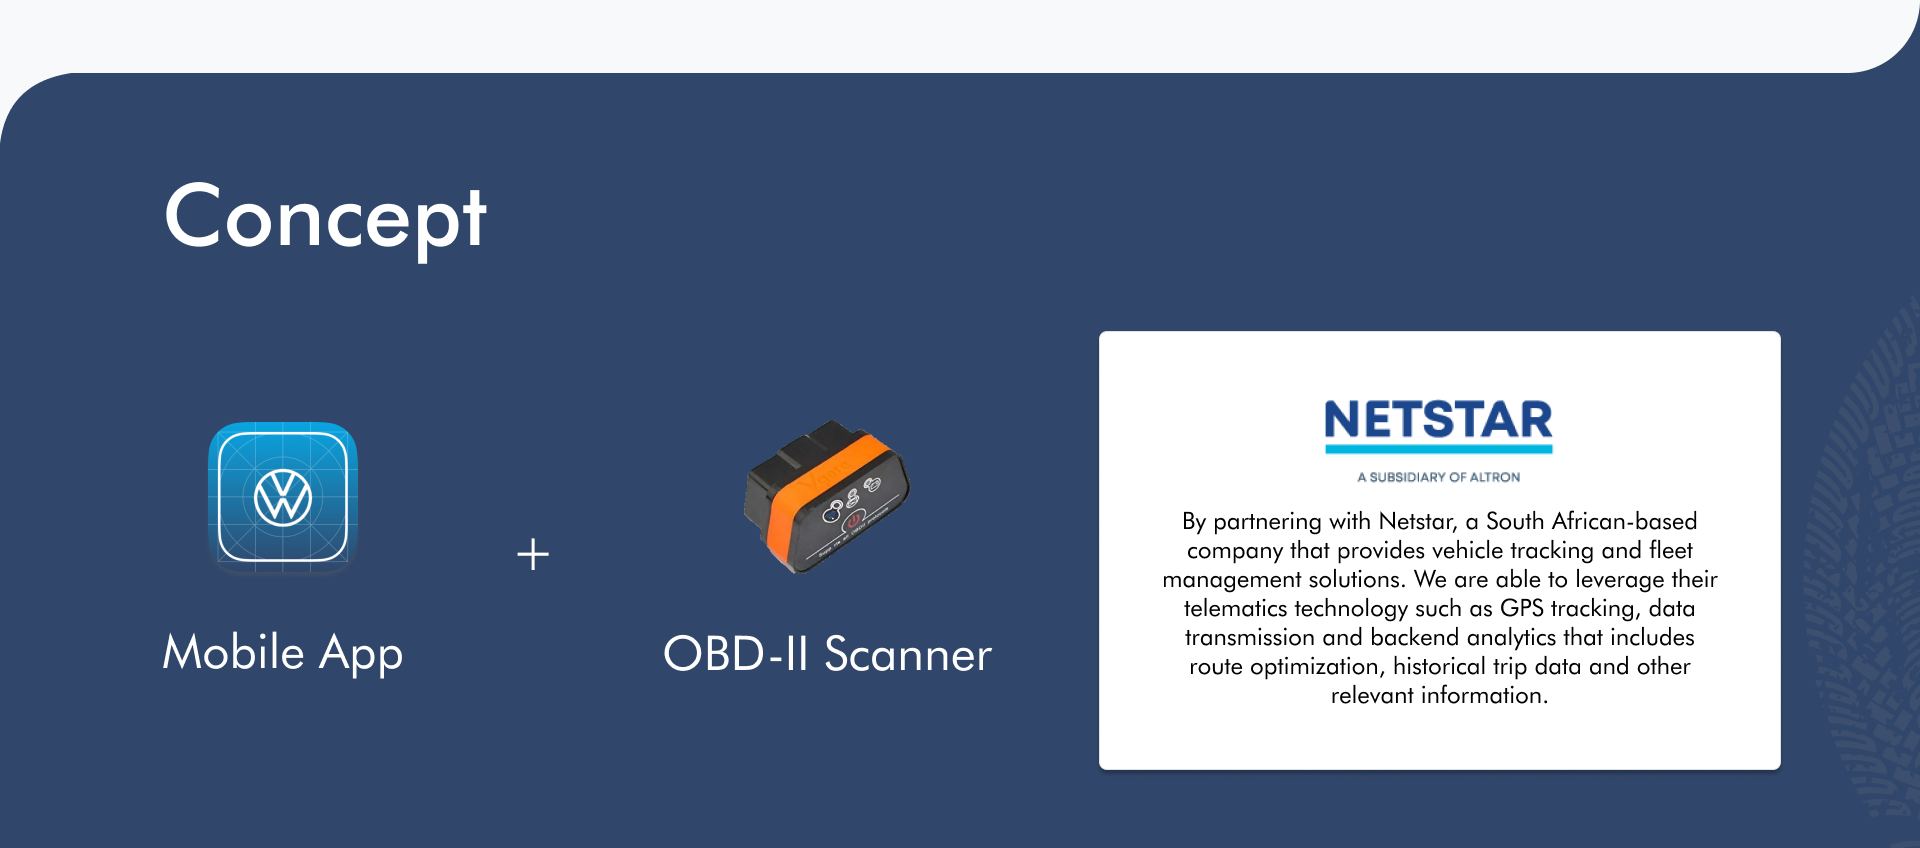 Concept
Mobile App
+
OBD-II Scanner
NETSTAR
A SUBSIDIARY OF ALTRON
By partnering with Netstar, a South African-based
company that provides vehicle tracking and fleet
management solutions. We are able to leverage their
telematics technology such as GPS tracking, data
transmission and backend analytics that includes
route optimization, historical trip data and other
relevant information.